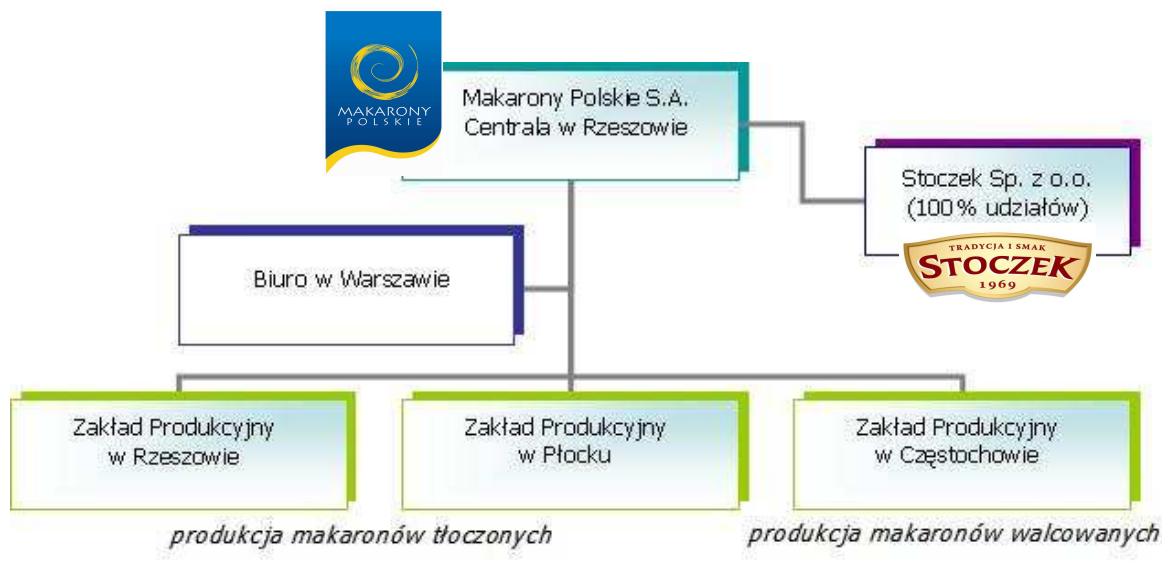 MAKARONY
POLSKIE
Makarony Polskie S.A.
Centrala w Rzeszowie
Stoczek Sp. z o.o.
(100% udziałów)
TRADYCJA I SMAK
STOCZEK
1969
Biuro w Warszawie
Zakład Produkcyjny
w Rzeszowie
Zakład Produkcyjny
w Płocku
Zakład Produkcyjny
w Częstochowie
produkcja makaronów tłoczonych
produkcja makaronów walcowanych